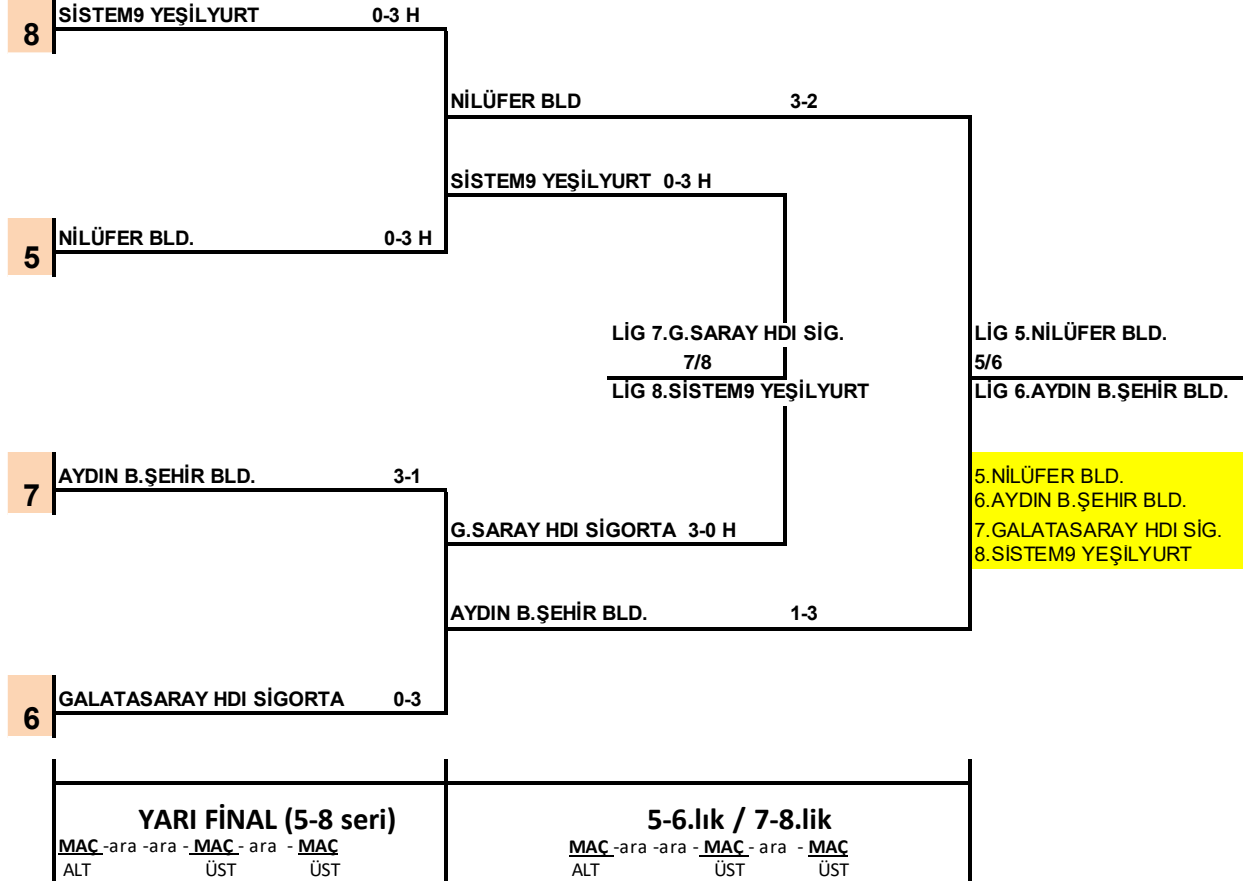 SİSTEM9 YEŞİLYURT 0-3 H
8
NİLÜFER BLD 3-2
SİSTEM9 YEŞİLYURT 0-3 H
NİLÜFER BLD. 0-3 H
5
LİG 7.G.SARAY HDI SİG.
7/8
LİG 8.SİSTEM9 YEŞİLYURT
LİG 5.NİLÜFER BLD.
5/6
LİG 6.AYDIN B.ŞEHİR BLD.
AYDIN B.ŞEHİR BLD. 3-1
7
5.NİLÜFER BLD.
6.AYDIN B.ŞEHIR BLD.
7.GALATASARAY HDI SİG.
8.SİSTEM9 YEŞİLYURT
G.SARAY HDI SİGORTA 3-0 H
AYDIN B.ŞEHİR BLD. 1-3
GALATASARAY HDI SİGORTA 0-3
6
YARI FİNAL (5-8 seri)
MAÇ -ara -ara - MAÇ - ara - MAÇ
ALT ÜST ÜST
5-6.lık / 7-8.lik
MAÇ -ara -ara - MAÇ - ara - MAÇ
ALT ÜST ÜST